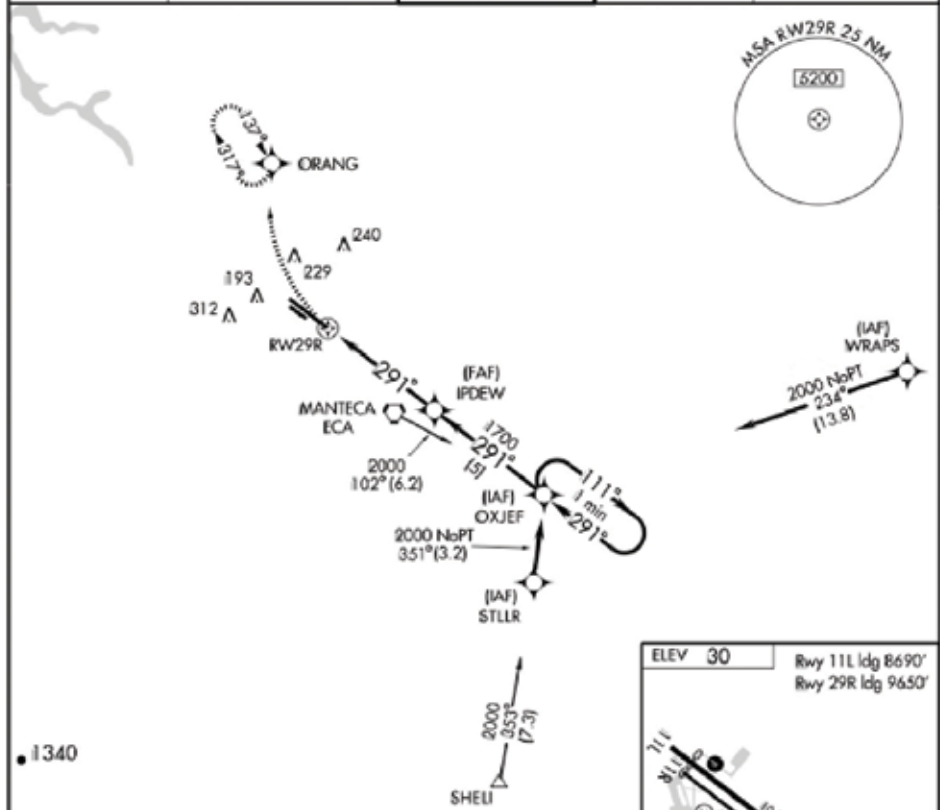 MSA RW29R 25 NM
5200
137°
317°
ORANG
240
229
193
312
RW29R
(IAF)
WRAPS
2000 NoPT
234°
(13.8)
291°
(FAF)
IPDEW
MANTECA
ECA
1700
291°
(5)
2000
102°(6.2)
(IAF)
OXJEF
111°
1 min
291°
2000 NoPT
351°(3.2)
(IAF)
STLLR
ELEV 30
Rwy 11L ldg 8690'
Rwy 29R ldg 9650'
2000
353°
(7.3)
1340
SHELI
11L
11R